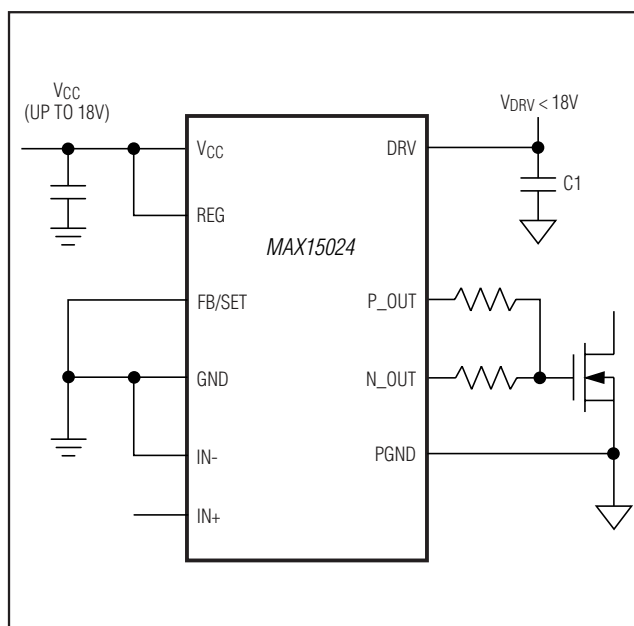 VCC
(UP TO 18V)
VDRV < 18V
VCC
DRV
C1
REG
MAX15024
FB/SET
P_OUT
GND
N_OUT
IN-
PGND
IN+